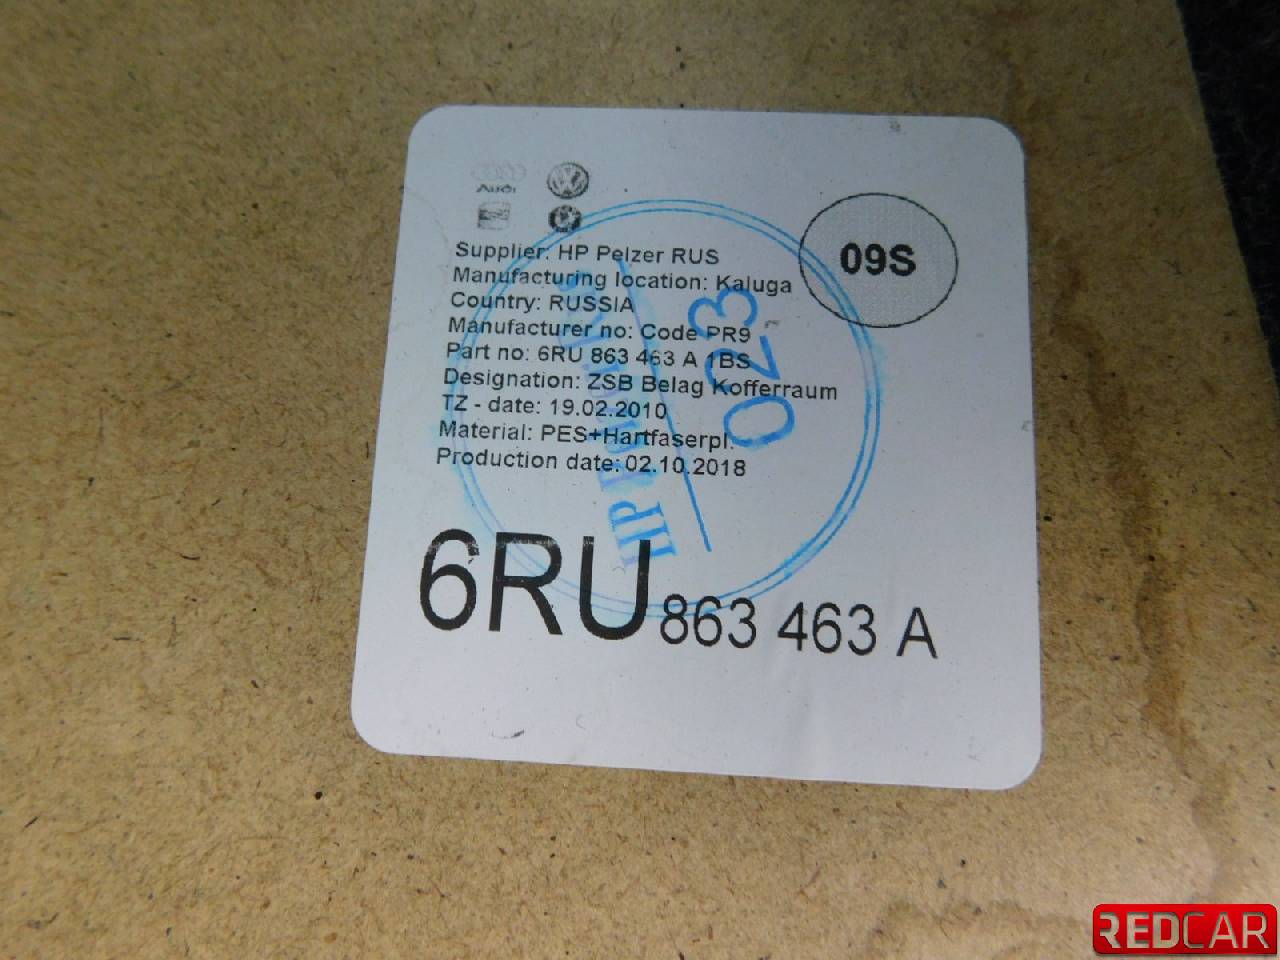 Audi
Supplier: HP Pelzer RUS
Manufacturing location: Kaluga
Country: RUSSIA
Manufacturer no: Code PR9
Part no: 6RU 863 463 A 1BS
Designation: ZSB Belag Kofferraum
TZ - date: 19.02.2010
Material: PES+Hartfaserpl.
Production date: 02.10.2018
09S
023
HP
6RU 863 463 A
REDCAR